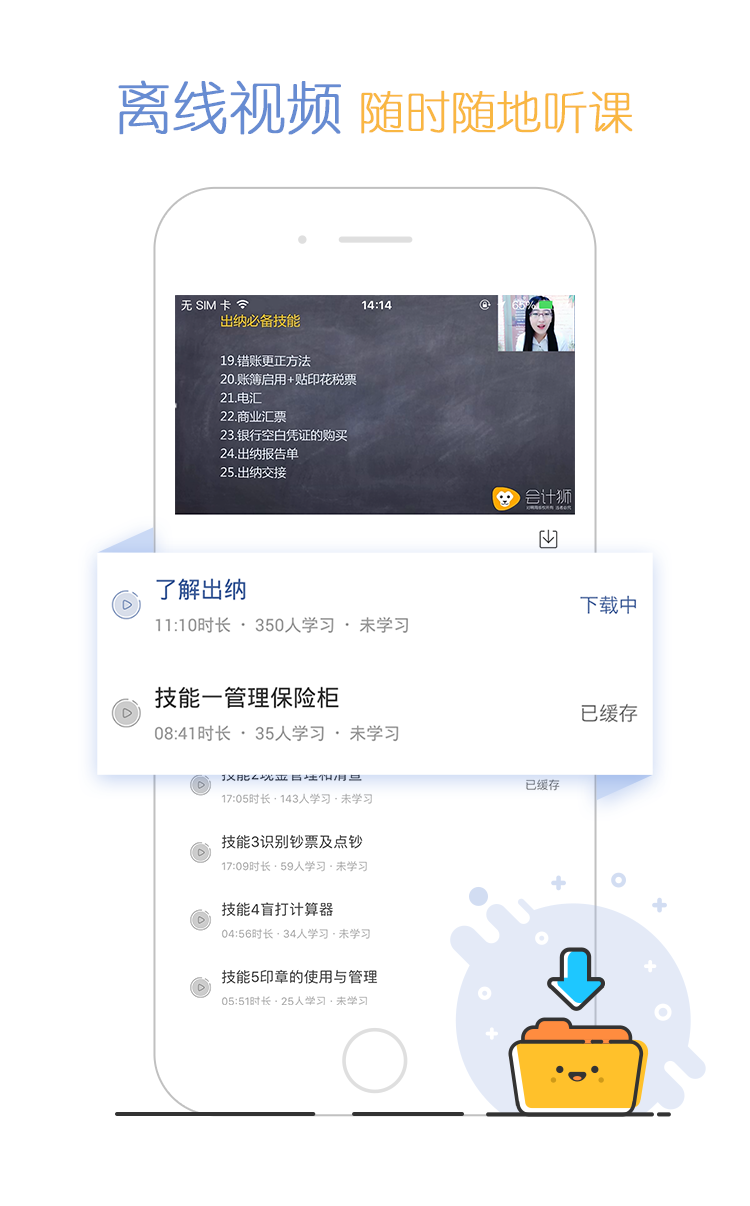 离线视频 随时随地听课
无 SIM 卡 14:14 65%
出纳必备技能
19.错账更正方法
20.账簿启用+贴印花税票
21.电汇
22.商业汇票
23.银行空白凭证的购买
24.出纳报告单
25.出纳交接
会计狮
了解出纳
下载中
11:10时长 · 350人学习 · 未学习
技能一管理保险柜
已缓存
08:41时长 · 35人学习 · 未学习
技能2现金管理和清查
已缓存
17:05时长 · 143人学习 · 未学习
技能3识别钞票及点钞
17:09时长 · 59人学习 · 未学习
技能4盲打计算器
04:56时长 · 34人学习 · 未学习
技能5印章的使用与管理
05:51时长 · 25人学习 · 未学习